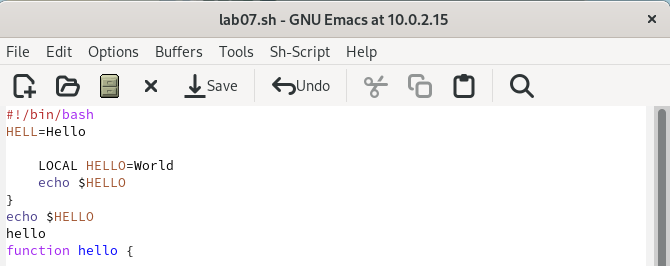 lab07.sh - GNU Emacs at 10.0.2.15
File Edit Options Buffers Tools Sh-Script Help
Save Undo
#!/bin/bash
HELL=Hello
LOCAL HELLO=World
echo $HELLO
}
echo $HELLO
hello
function hello {